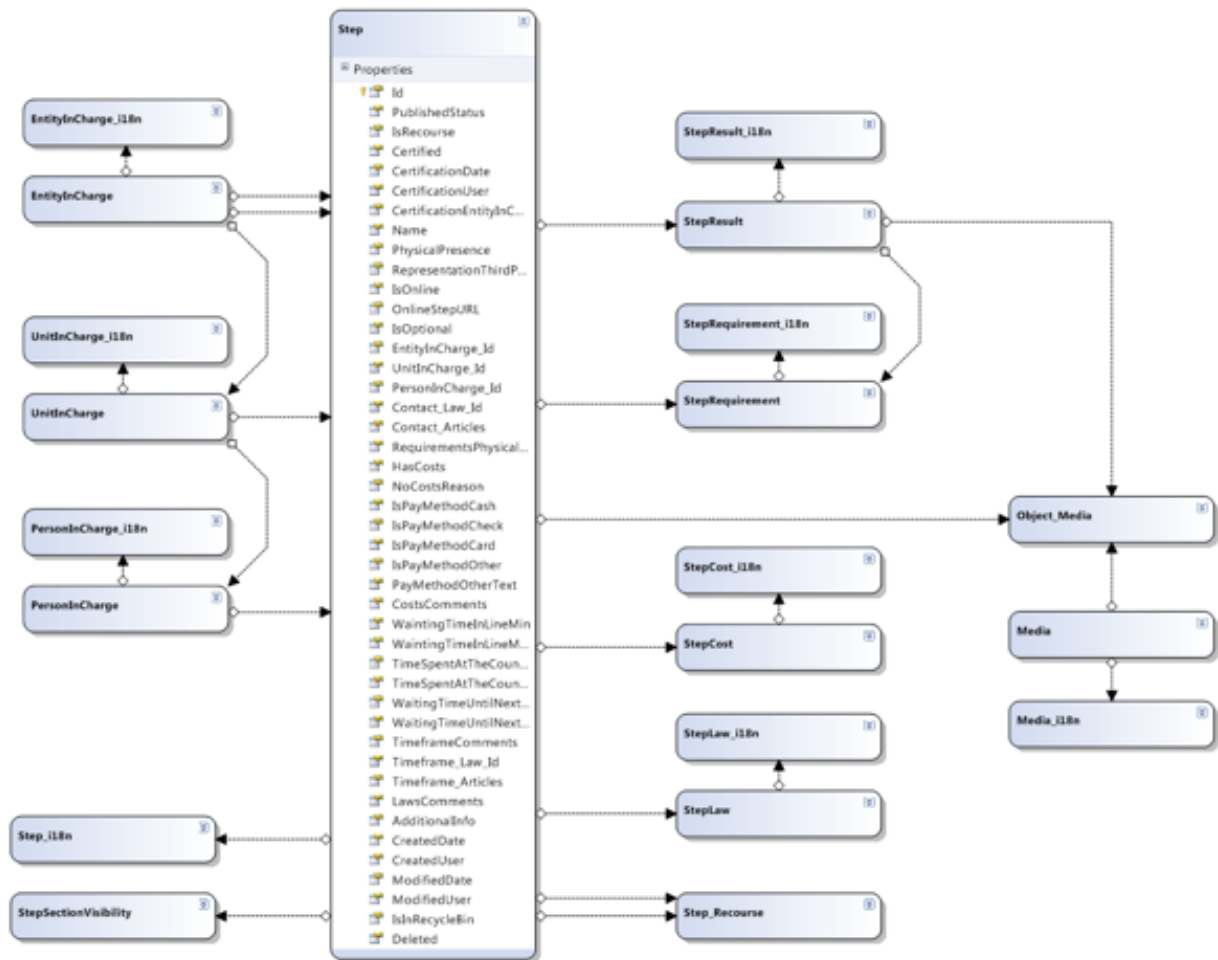 Step
Properties
Id
PublishedStatus
IsRecourse
Certified
CertificationDate
CertificationUser
CertificationEntityInC...
Name
PhysicalPresence
RepresentationThirdP...
IsOnline
OnlineStepURL
IsOptional
EntityInCharge_Id
UnitInCharge_Id
PersonInCharge_Id
Contact_Law_Id
Contact_Articles
RequirementsPhysical...
HasCosts
NoCostsReason
IsPayMethodCash
IsPayMethodCheck
IsPayMethodCard
IsPayMethodOther
PayMethodOtherText
CostsComments
WaintingTimeInLineMin
WaintingTimeInLineM...
TimeSpentAtTheCoun...
TimeSpentAtTheCoun...
WaitingTimeUntilNext...
WaitingTimeUntilNext...
TimeframeComments
Timeframe_Law_Id
Timeframe_Articles
LawsComments
AdditionalInfo
CreatedDate
CreatedUser
ModifiedDate
ModifiedUser
IsInRecycleBin
Deleted
EntityInCharge_i18n
EntityInCharge
UnitInCharge_i18n
UnitInCharge
PersonInCharge_i18n
PersonInCharge
Step_i18n
StepSectionVisibility
StepResult_i18n
StepResult
StepRequirement_i18n
StepRequirement
StepCost_i18n
StepCost
StepLaw_i18n
StepLaw
Step_Recourse
Object_Media
Media
Media_i18n